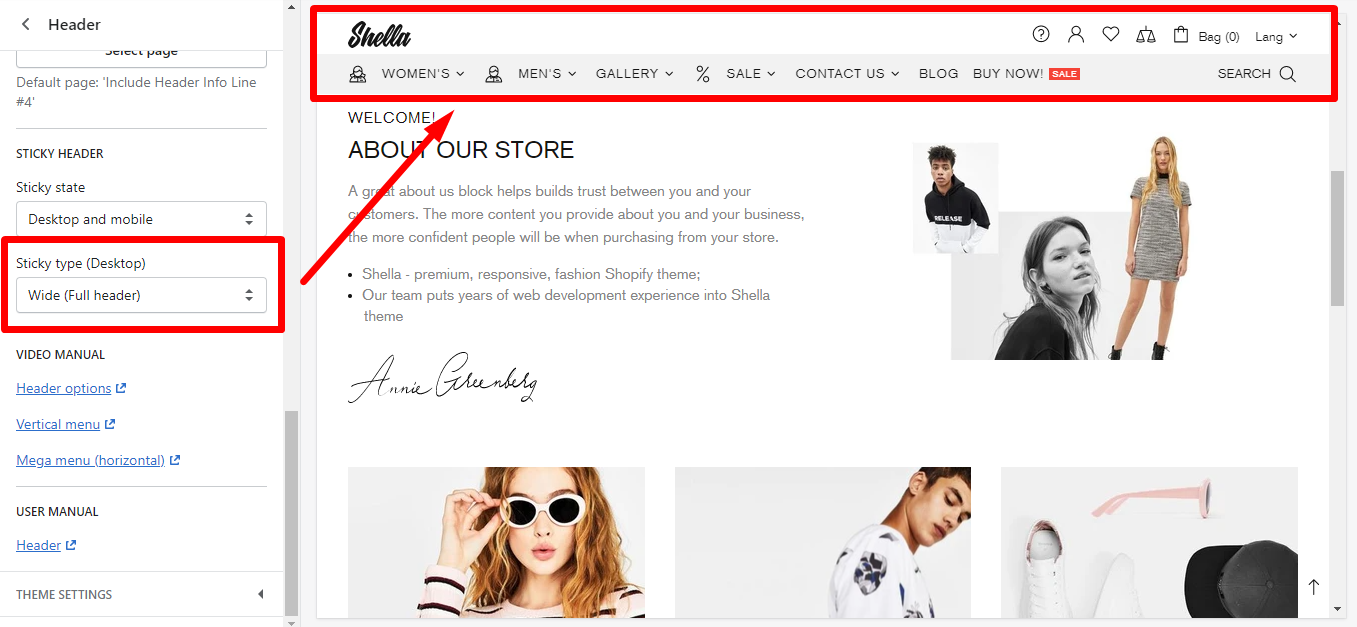 Header
Select page
Default page: 'Include Header Info Line
#4'
STICKY HEADER
Sticky state
Desktop and mobile
Sticky type (Desktop)
Wide (Full header)
VIDEO MANUAL
Header options
Vertical menu
Mega menu (horizontal)
USER MANUAL
Header
THEME SETTINGS
Shella
Bag (0) Lang
WOMEN'S MEN'S GALLERY % SALE CONTACT US BLOG BUY NOW! SALE SEARCH
WELCOME!
ABOUT OUR STORE
A great about us block helps builds trust between you and your
customers. The more content you provide about you and your business,
the more confident people will be when purchasing from your store.
Shella - premium, responsive, fashion Shopify theme;
Our team puts years of web development experience into Shella
theme
Annie Greenberg
RELEASE